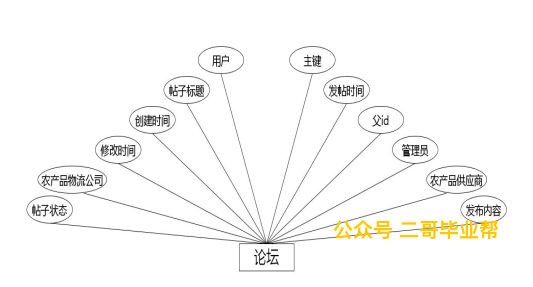 用户
主键
帖子标题
发帖时间
创建时间
父id
修改时间
管理员
农产品物流公司
农产品供应商
帖子状态
发布内容
公众号 二哥毕业帮
论坛